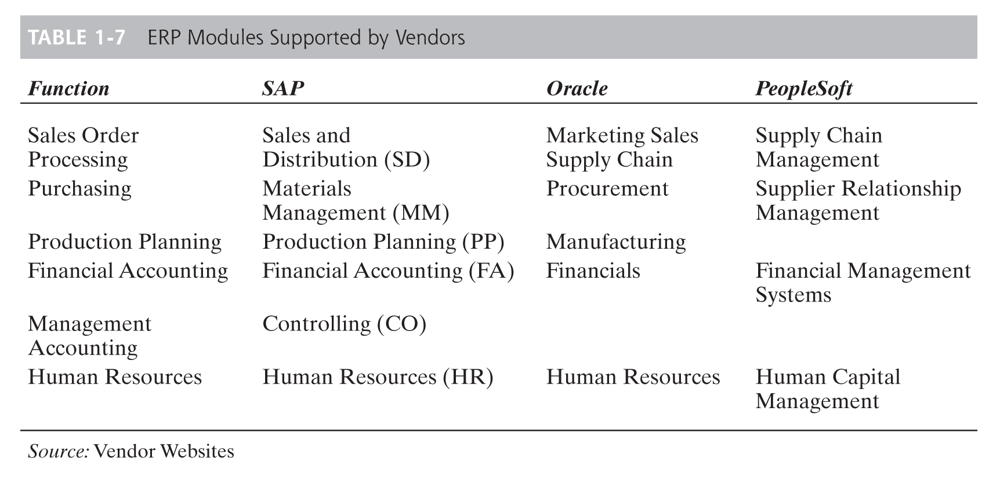 TABLE 1-7 ERP Modules Supported by Vendors
Function SAP Oracle PeopleSoft
Sales Order Sales and Marketing Sales Supply Chain
Processing Distribution (SD) Supply Chain Management
Purchasing Materials Procurement Supplier Relationship
Management (MM) Management
Production Planning Production Planning (PP) Manufacturing
Financial Accounting Financial Accounting (FA) Financials Financial Management
Systems
Management Controlling (CO)
Accounting
Human Resources Human Resources (HR) Human Resources Human Capital
Management
Source: Vendor Websites